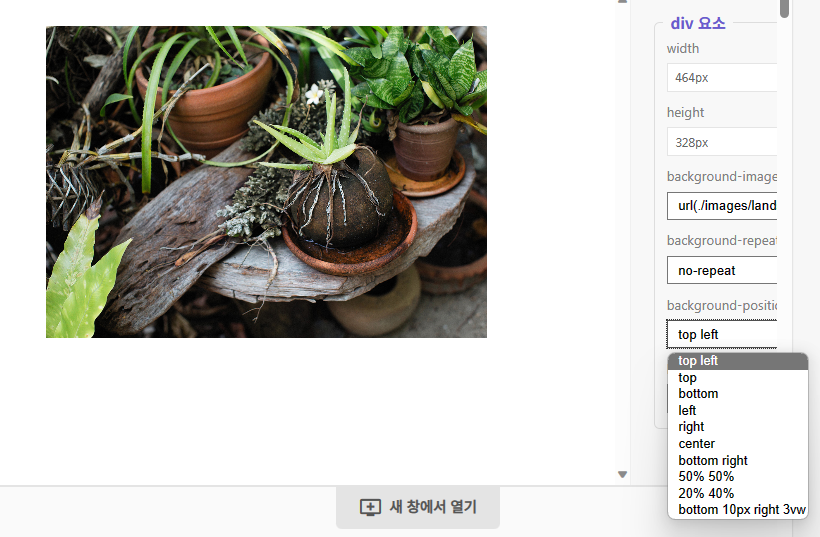 div 요소
width
464px
height
328px
background-image
url(./images/land
background-repeat
no-repeat
background-positio
top left
top left
top
bottom
left
right
center
bottom right
50% 50%
20% 40%
bottom 10px right 3vw
새 창에서 열기